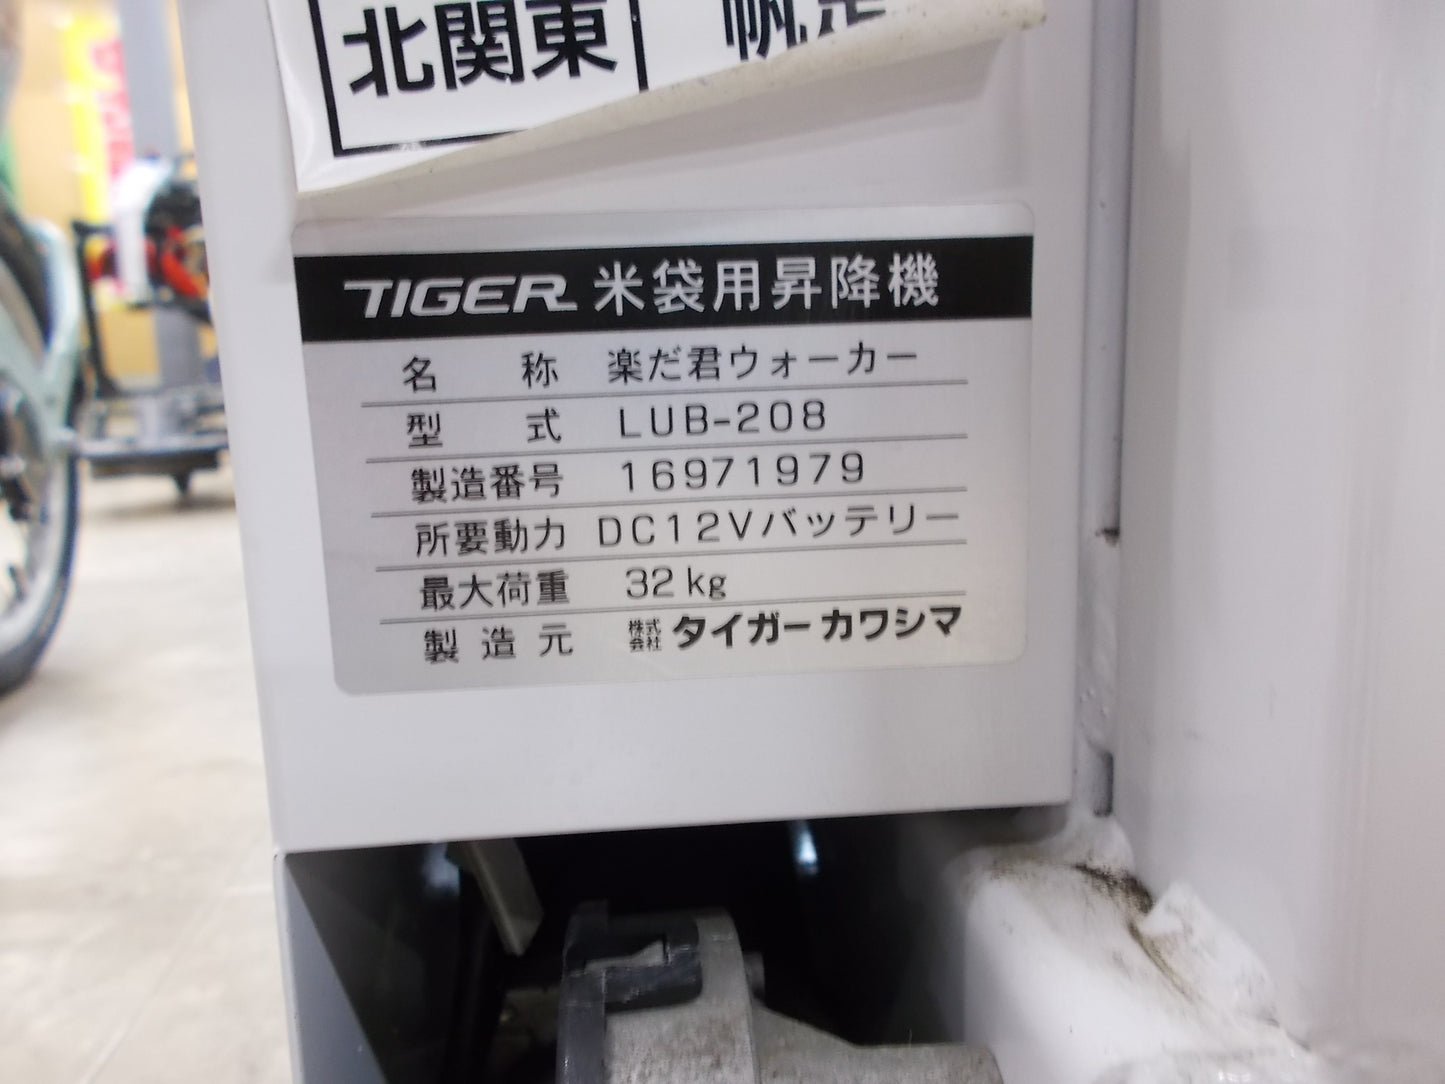 北関東
TIGER 米袋用昇降機
名 称 楽だ君ウォーカー
型 式 LUB-208
製造番号 16971979
所要動力 DC12Vバッテリー
最大荷重 32kg
製造元 株式会社 タイガーカワシマ